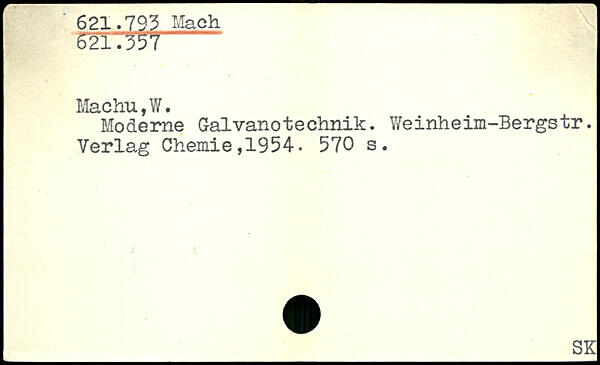 621.793 Mach
621.357
Machu,W.
Moderne Galvanotechnik. Weinheim-Bergstr.
Verlag Chemie,1954. 570 s.
SK